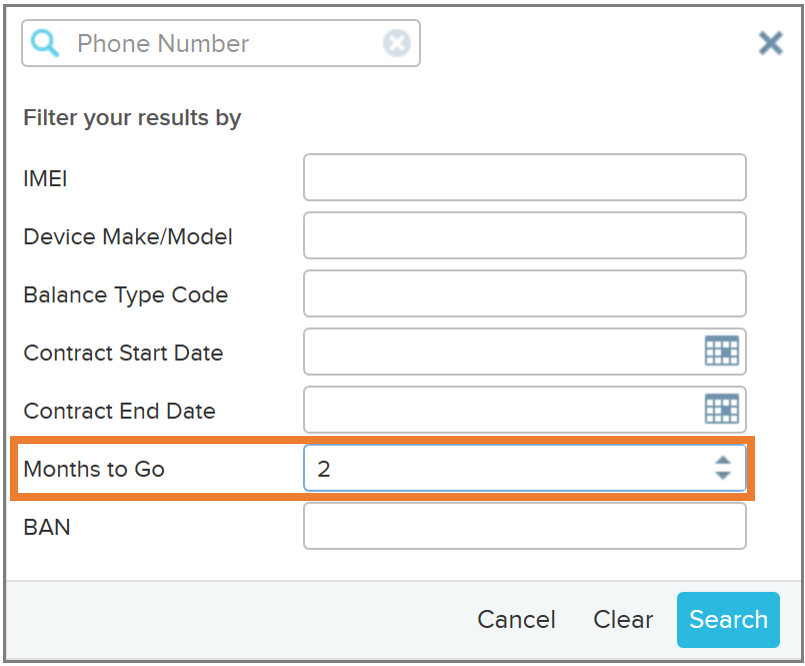 Phone Number
Filter your results by
IMEI
Device Make/Model
Balance Type Code
Contract Start Date
Contract End Date
Months to Go 2
BAN
Cancel Clear Search